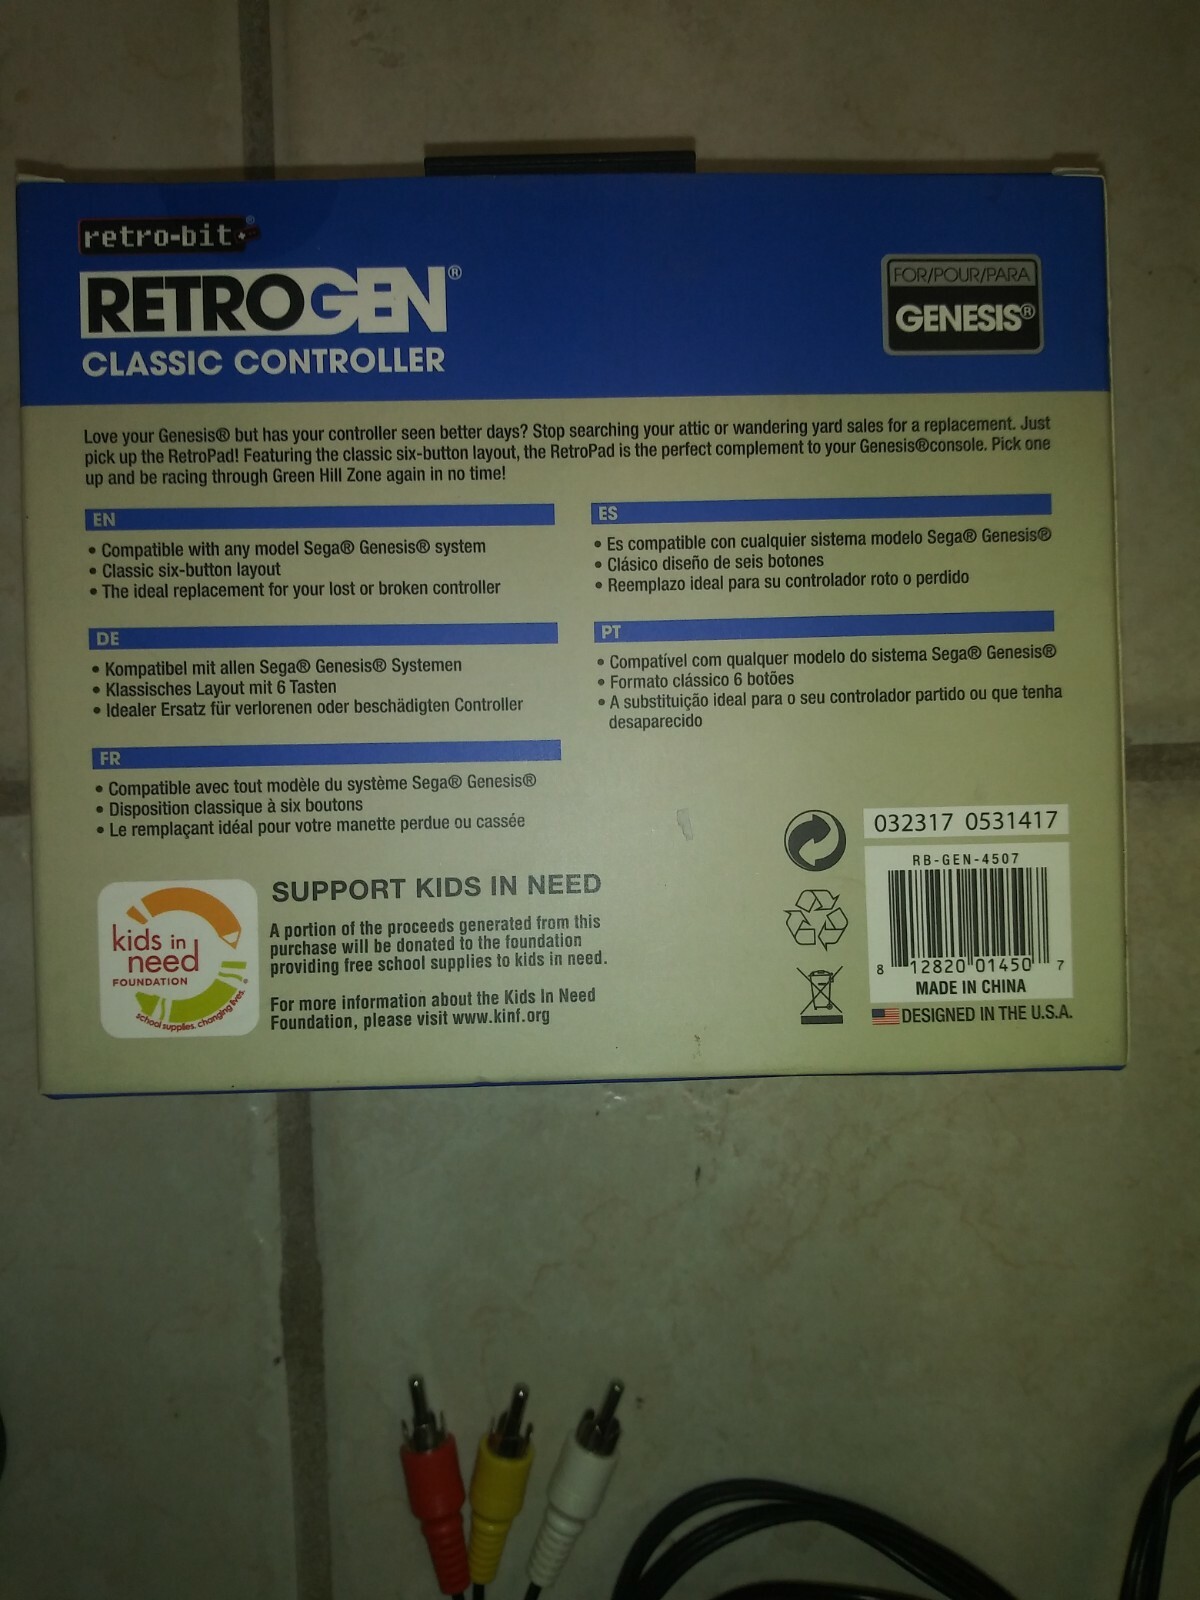 retro-bit®
RETROGEN®
CLASSIC CONTROLLER
FOR/POUR/PARA
GENESIS®
Love your Genesis® but has your controller seen better days? Stop searching your attic or wandering yard sales for a replacement. Just
pick up the RetroPad! Featuring the classic six-button layout, the RetroPad is the perfect complement to your Genesis®console. Pick one
up and be racing through Green Hill Zone again in no time!
EN
• Compatible with any model Sega® Genesis® system
• Classic six-button layout
• The ideal replacement for your lost or broken controller
DE
• Kompatibel mit allen Sega® Genesis® Systemen
• Klassisches Layout mit 6 Tasten
• Idealer Ersatz für verlorenen oder beschädigten Controller
FR
• Compatible avec tout modèle du système Sega® Genesis®
• Disposition classique à six boutons
• Le remplaçant idéal pour votre manette perdue ou cassée
ES
• Es compatible con cualquier sistema modelo Sega® Genesis®
• Clásico diseño de seis botones
• Reemplazo ideal para su controlador roto o perdido
PT
• Compatível com qualquer modelo do sistema Sega® Genesis®
• Formato clássico 6 botões
• A substituição ideal para o seu controlador partido ou que tenha
desaparecido
kids in
need
FOUNDATION
school supplies. changing lives.
SUPPORT KIDS IN NEED
A portion of the proceeds generated from this
purchase will be donated to the foundation
providing free school supplies to kids in need.
For more information about the Kids In Need
Foundation, please visit www.kinf.org
032317 0531417
RB-GEN-4507
8 12820 01450 7
MADE IN CHINA
DESIGNED IN THE U.S.A.